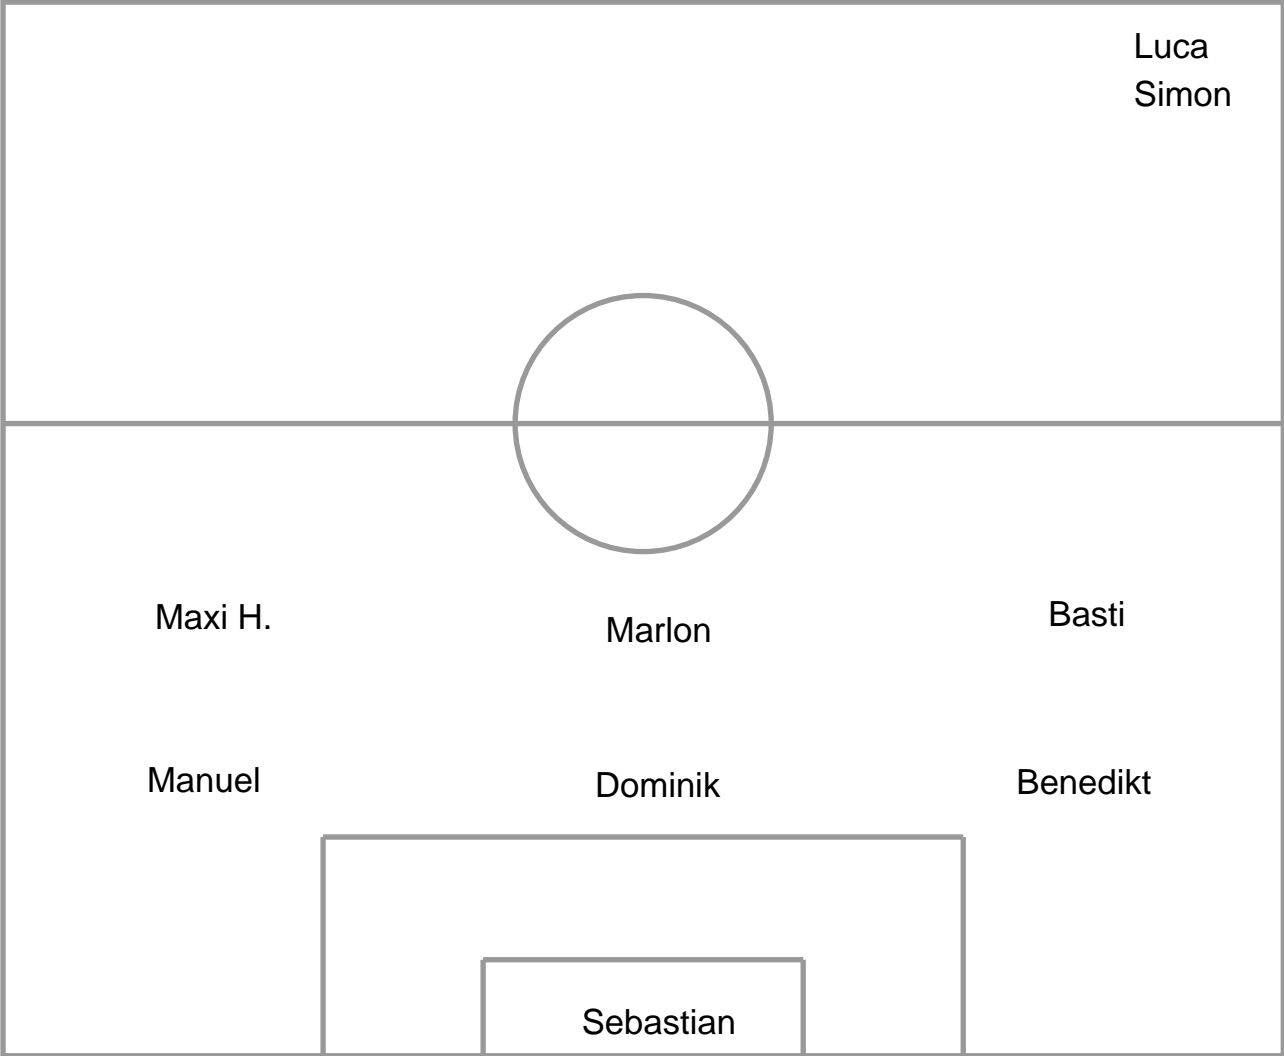 Luca
Simon
Maxi H.
Marlon
Basti
Manuel
Dominik
Benedikt
Sebastian